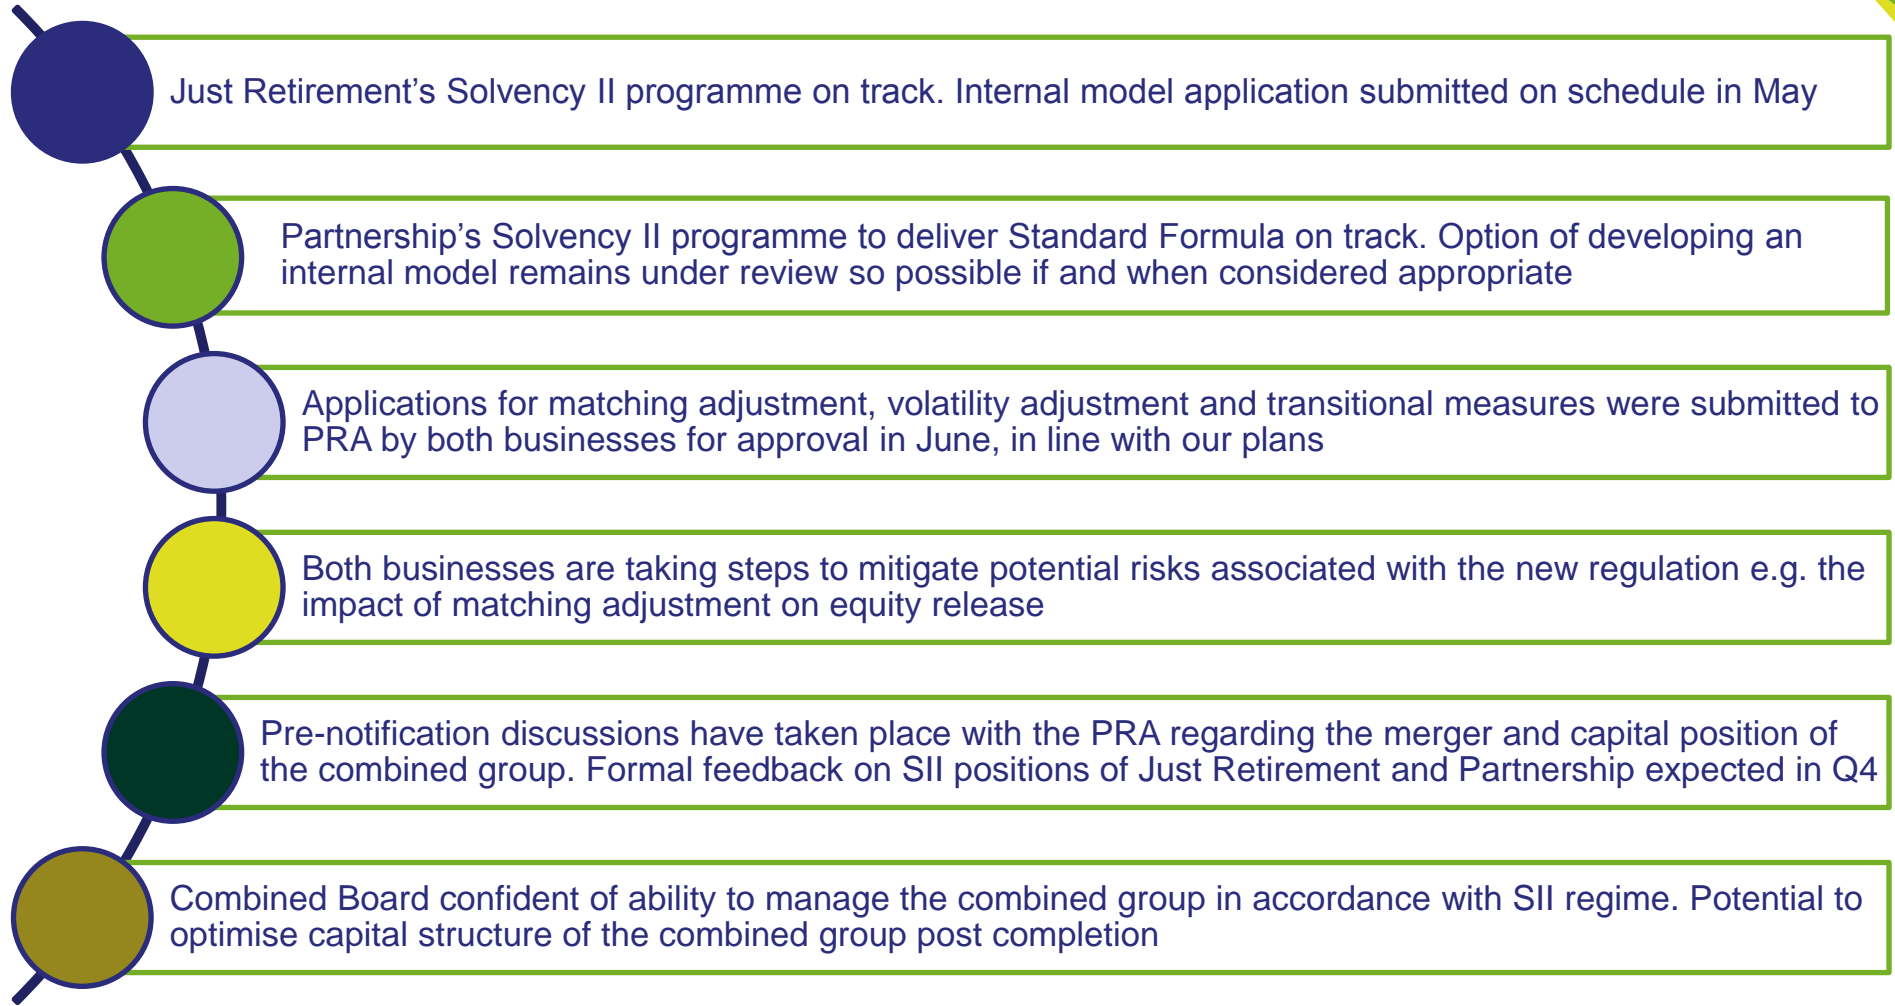 Just Retirement’s Solvency II programme on track. Internal model application submitted on schedule in May
Partnership’s Solvency II programme to deliver Standard Formula on track. Option of developing an
internal model remains under review so possible if and when considered appropriate
Applications for matching adjustment, volatility adjustment and transitional measures were submitted to
PRA by both businesses for approval in June, in line with our plans
Both businesses are taking steps to mitigate potential risks associated with the new regulation e.g. the
impact of matching adjustment on equity release
Pre-notification discussions have taken place with the PRA regarding the merger and capital position of
the combined group. Formal feedback on SII positions of Just Retirement and Partnership expected in Q4
Combined Board confident of ability to manage the combined group in accordance with SII regime. Potential to
optimise capital structure of the combined group post completion